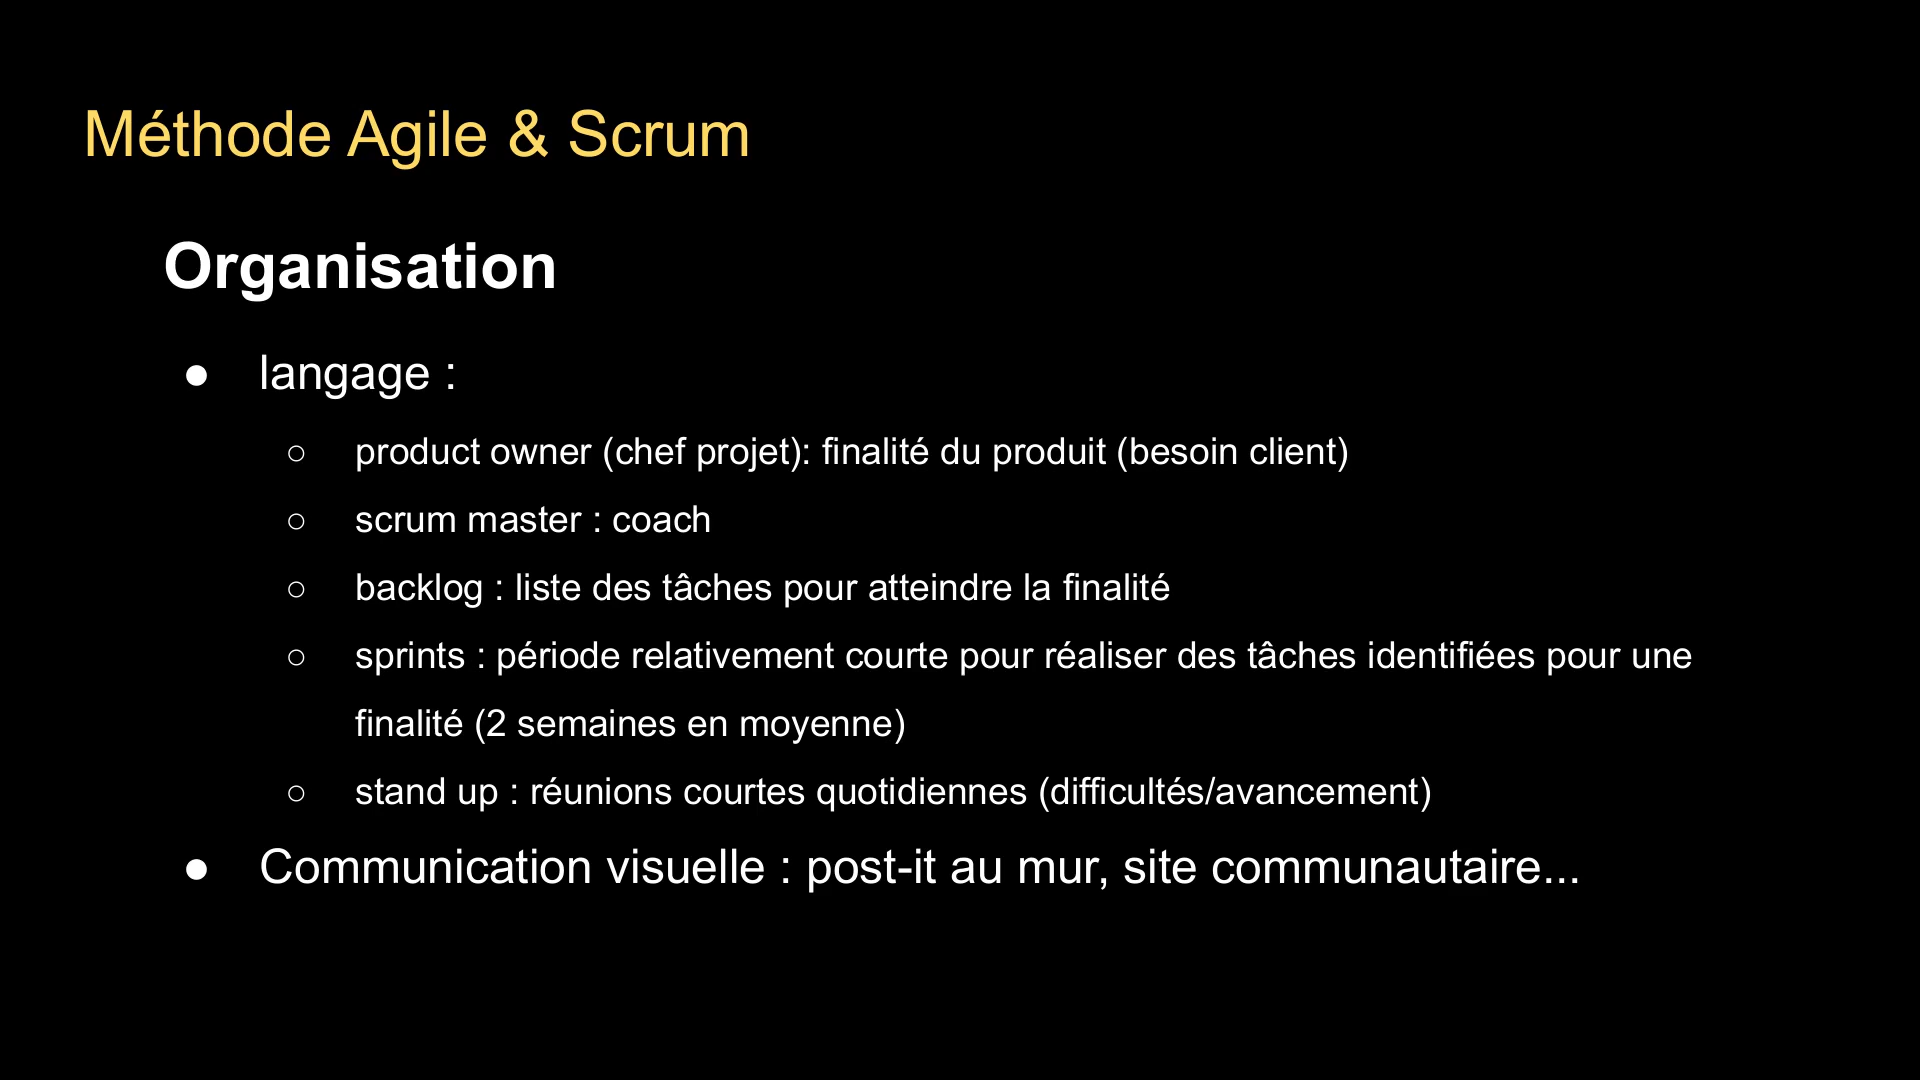 Méthode Agile & Scrum
Organisation
● langage :
○ product owner (chef projet): finalité du produit (besoin client)
○ scrum master : coach
○ backlog : liste des tâches pour atteindre la finalité
○ sprints : période relativement courte pour réaliser des tâches identifiées pour une
finalité (2 semaines en moyenne)
○ stand up : réunions courtes quotidiennes (difficultés/avancement)
● Communication visuelle : post-it au mur, site communautaire...